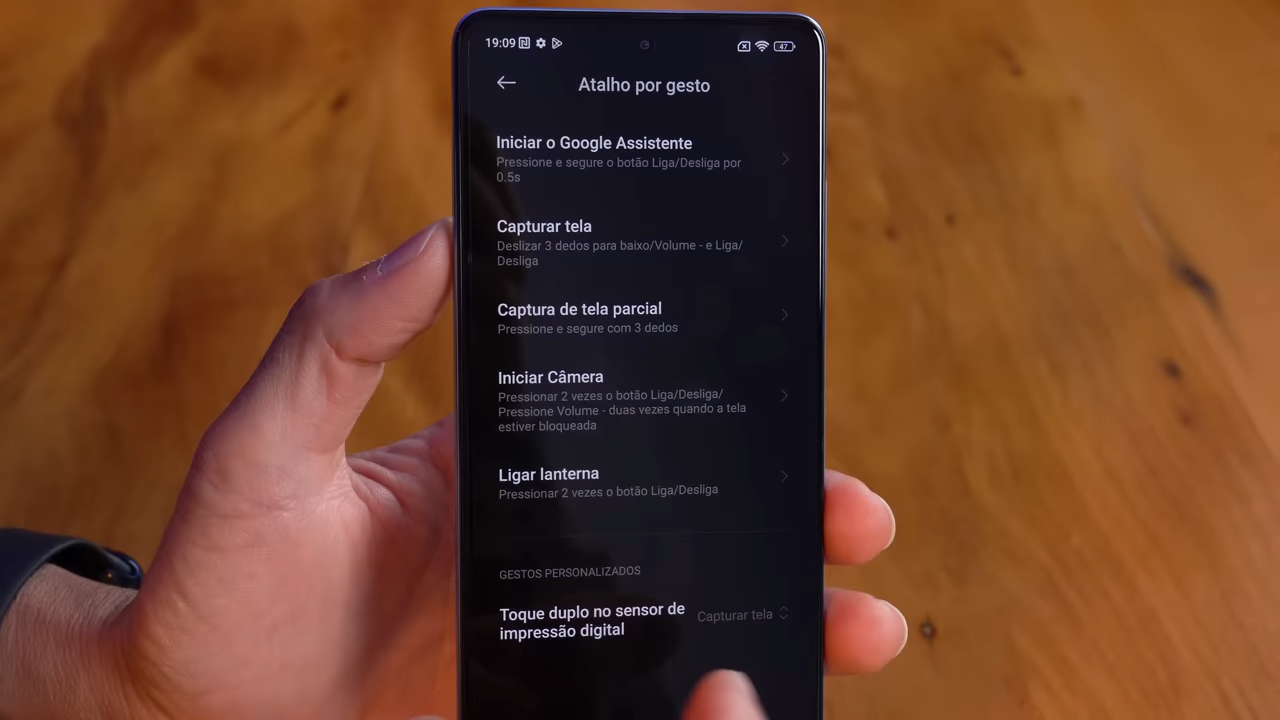 19:09
47
Atalho por gesto
Iniciar o Google Assistente
Pressione e segure o botão Liga/Desliga por
0.5s
Capturar tela
Deslizar 3 dedos para baixo/Volume - e Liga/
Desliga
Captura de tela parcial
Pressione e segure com 3 dedos
Iniciar Câmera
Pressionar 2 vezes o botão Liga/Desliga/
Pressione Volume - duas vezes quando a tela
estiver bloqueada
Ligar lanterna
Pressionar 2 vezes o botão Liga/Desliga
GESTOS PERSONALIZADOS
Toque duplo no sensor de
impressão digital
Capturar tela